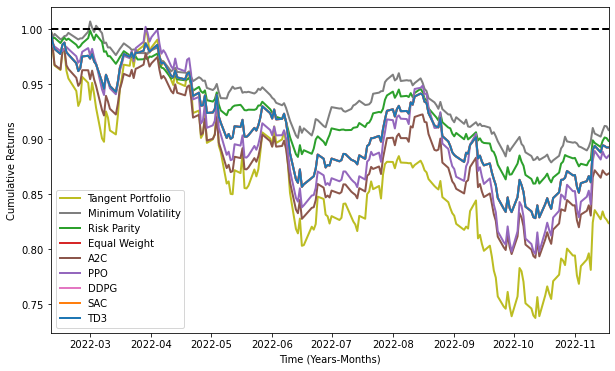 1.00
0.95
0.90
0.85
0.80
0.75
Cumulative Returns
Tangent Portfolio
Minimum Volatility
Risk Parity
Equal Weight
A2C
PPO
DDPG
SAC
TD3
2022-03 2022-04 2022-05 2022-06 2022-07 2022-08 2022-09 2022-10 2022-11
Time (Years-Months)